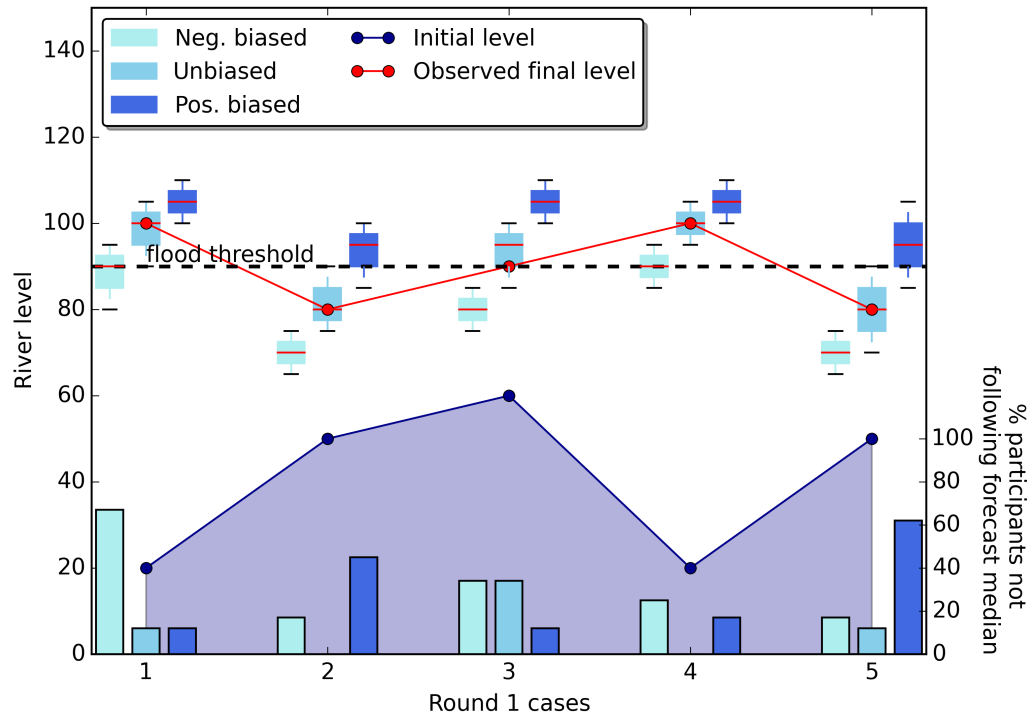 Neg. biased
Unbiased
Pos. biased
Initial level
Observed final level
flood threshold
River level
140
120
100
80
60
40
20
0
100
80
60
40
20
0
% participants not
following forecast median
1 2 3 4 5
Round 1 cases